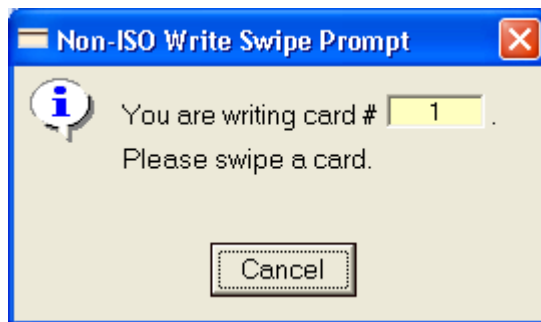 Non-ISO Write Swipe Prompt
You are writing card # 1 .
Please swipe a card.
Cancel